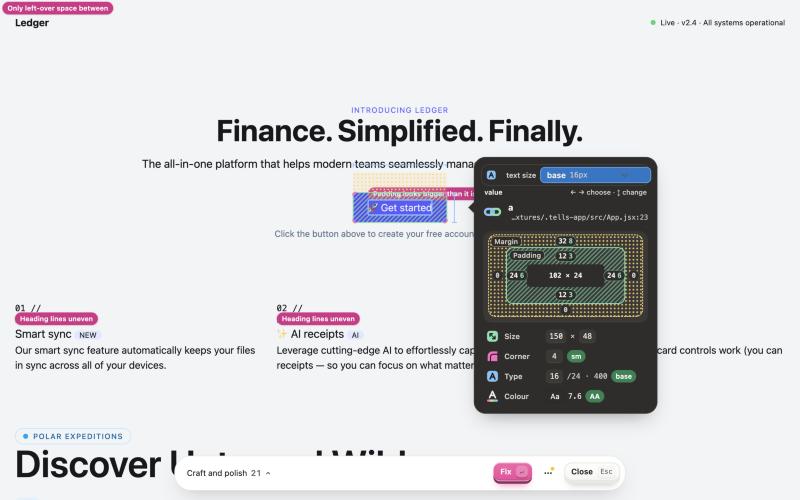 Only left-over space between
Ledger
Live · v2.4 · All systems operational
INTRODUCING LEDGER
Finance. Simplified. Finally.
The all-in-one platform that helps modern teams seamlessly mana
Padding looks bigger than it is
Get started
Click the button above to create your free accoun
text size base 16px
value ← → choose · ↕ change
a
…xtures/.tells-app/src/App.jsx:23
Margin 32 8
Padding 12 3
0 24 6 102 × 24 24 6 0
12 3
0
Size 150 × 48
Corner 4 sm
Type 16 /24 · 400 base
Colour Aa 7.6 AA
01 //
Heading lines uneven
Smart sync NEW
Our smart sync feature automatically keeps your files
in sync across all of your devices.
02 //
Heading lines uneven
✨ AI receipts AI
Leverage cutting-edge AI to effortlessly cap
receipts — so you can focus on what matter
card controls work (you can
POLAR EXPEDITIONS
Discover
Craft and polish 21
Fix
Close Esc